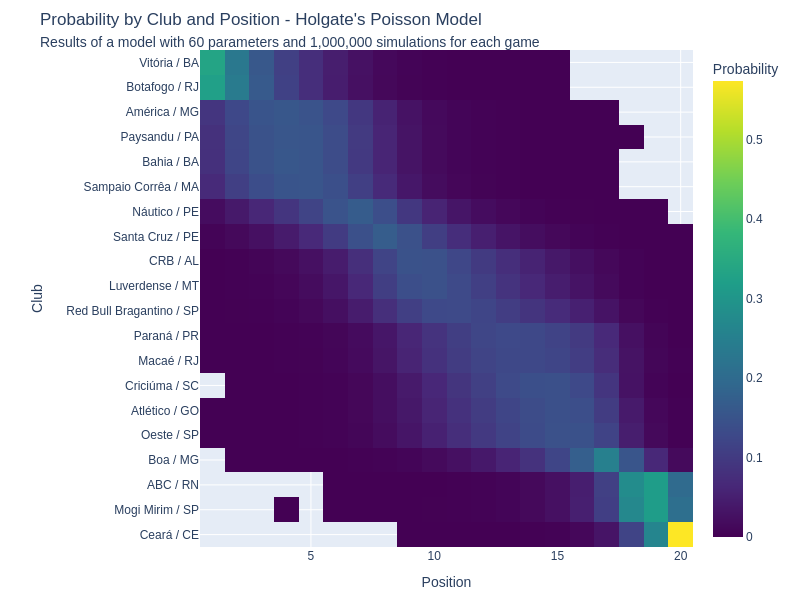 Probability by Club and Position - Holgate's Poisson Model
Results of a model with 60 parameters and 1,000,000 simulations for each game
Probability
Vitória / BA
Botafogo / RJ
América / MG
Paysandu / PA
Bahia / BA
Sampaio Corrêa / MA
Náutico / PE
Santa Cruz / PE
CRB / AL
Luverdense / MT
Red Bull Bragantino / SP
Paraná / PR
Macaé / RJ
Criciúma / SC
Atlético / GO
Oeste / SP
Boa / MG
ABC / RN
Mogi Mirim / SP
Ceará / CE
Club
5 10 15 20
Position
0.5
0.4
0.3
0.2
0.1
0